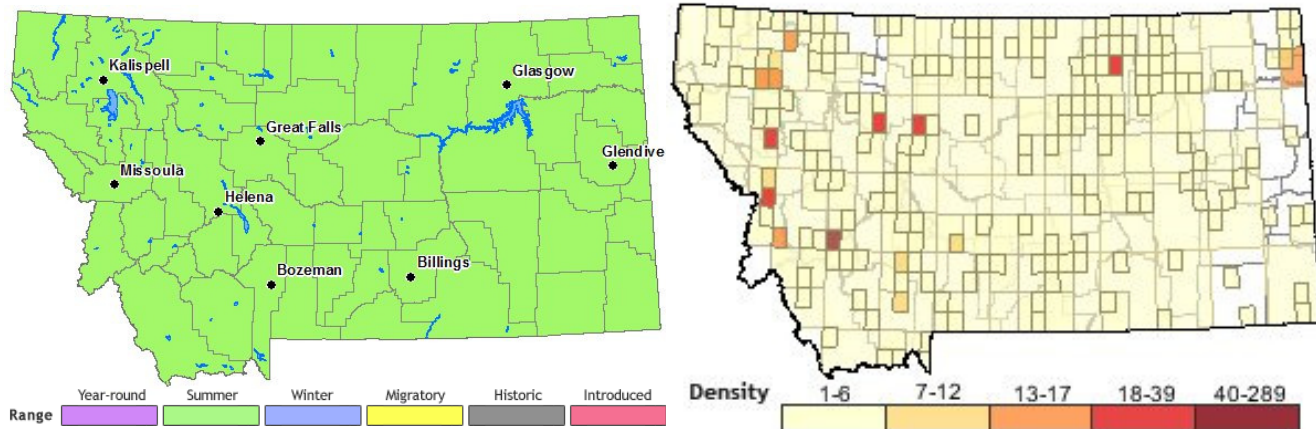 Kalispell
Glasgow
Great Falls
Glendive
Missoula
Helena
Bozeman
Billings
Year-round Summer Winter Migratory Historic Introduced
Range
Density 1-6 7-12 13-17 18-39 40-289